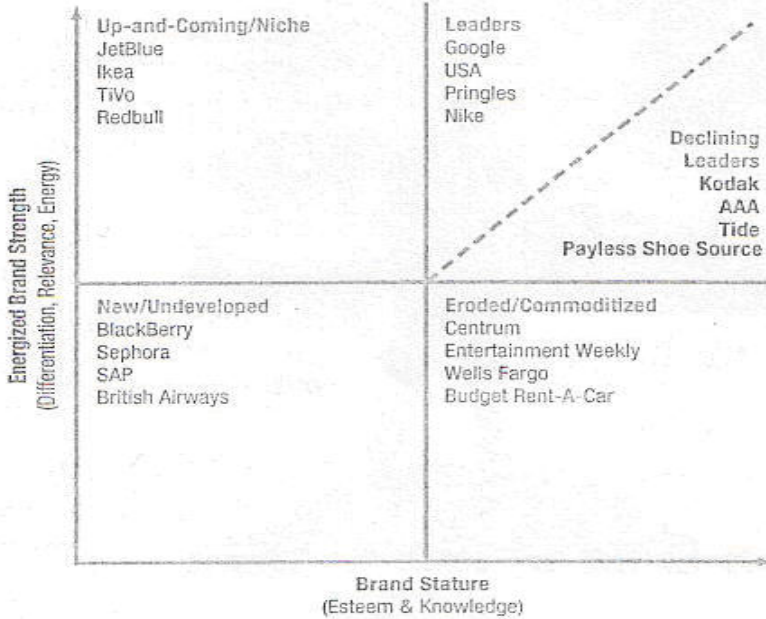 Energized Brand Strength
(Differentiation, Relevance, Energy)
Up-and-Coming/Niche
JetBlue
Ikea
TiVo
Redbull
Leaders
Google
USA
Pringles
Nike
Declining
Leaders
Kodak
AAA
Tide
Payless Shoe Source
New/Undeveloped
BlackBerry
Sephora
SAP
British Airways
Eroded/Commoditized
Centrum
Entertainment Weekly
Wells Fargo
Budget Rent-A-Car
Brand Stature
(Esteem & Knowledge)